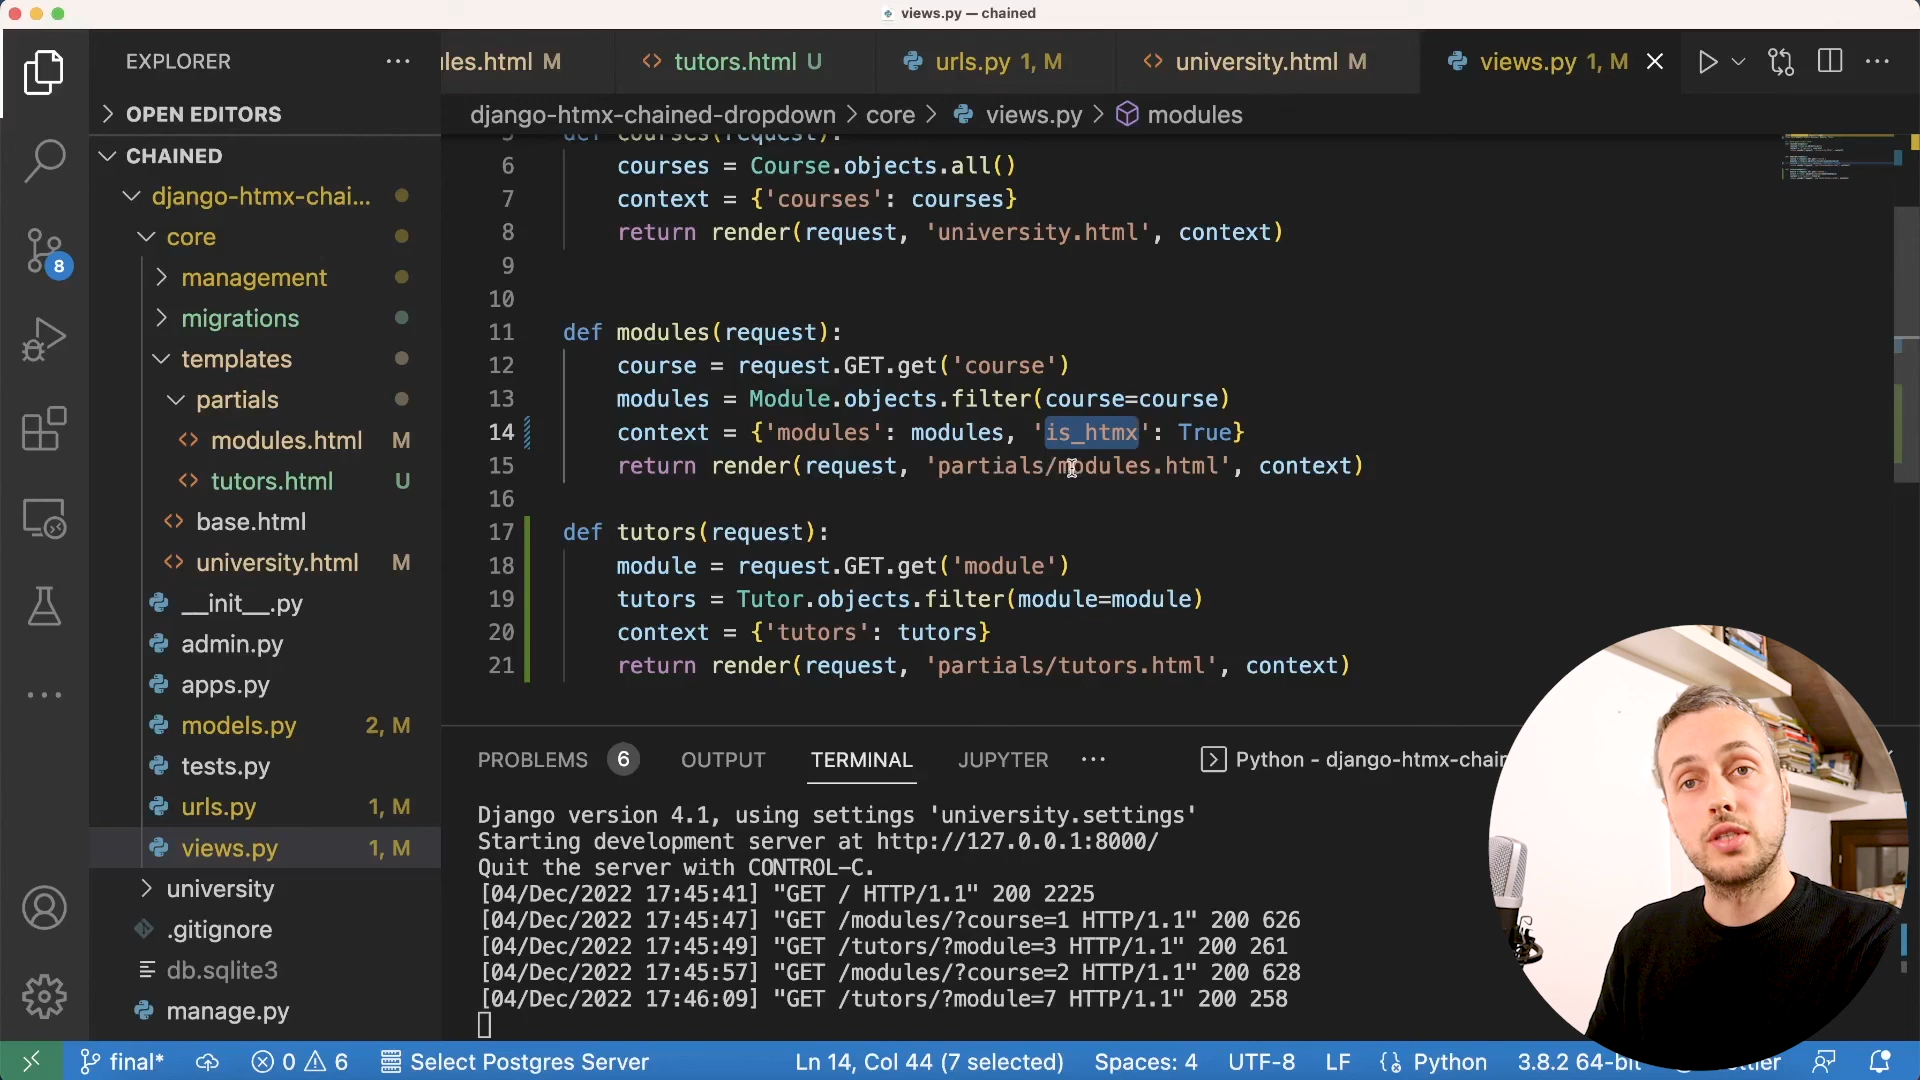 views.py — chained
EXPLORER
les.html M
tutors.html U
urls.py 1, M
university.html M
views.py 1, M
OPEN EDITORS
django-htmx-chained-dropdown > core > views.py > modules
CHAINED
django-htmx-chai...
core
management
migrations
templates
partials
modules.html M
tutors.html U
base.html
university.html M
__init__.py
admin.py
apps.py
models.py 2, M
tests.py
urls.py 1, M
views.py 1, M
university
.gitignore
db.sqlite3
manage.py
8
def courses(request):
6 courses = Course.objects.all()
7 context = {'courses': courses}
8 return render(request, 'university.html', context)
9
10
11 def modules(request):
12 course = request.GET.get('course')
13 modules = Module.objects.filter(course=course)
14 context = {'modules': modules, 'is_htmx': True}
15 return render(request, 'partials/modules.html', context)
16
17 def tutors(request):
18 module = request.GET.get('module')
19 tutors = Tutor.objects.filter(module=module)
20 context = {'tutors': tutors}
21 return render(request, 'partials/tutors.html', context)
PROBLEMS 6 OUTPUT TERMINAL JUPYTER ··· Python - django-htmx-chain
Django version 4.1, using settings 'university.settings'
Starting development server at http://127.0.0.1:8000/
Quit the server with CONTROL-C.
[04/Dec/2022 17:45:41] "GET / HTTP/1.1" 200 2225
[04/Dec/2022 17:45:47] "GET /modules/?course=1 HTTP/1.1" 200 626
[04/Dec/2022 17:45:49] "GET /tutors/?module=3 HTTP/1.1" 200 261
[04/Dec/2022 17:45:57] "GET /modules/?course=2 HTTP/1.1" 200 628
[04/Dec/2022 17:46:09] "GET /tutors/?module=7 HTTP/1.1" 200 258
final* 0 6 Select Postgres Server Ln 14, Col 44 (7 selected) Spaces: 4 UTF-8 LF {} Python 3.8.2 64-bit